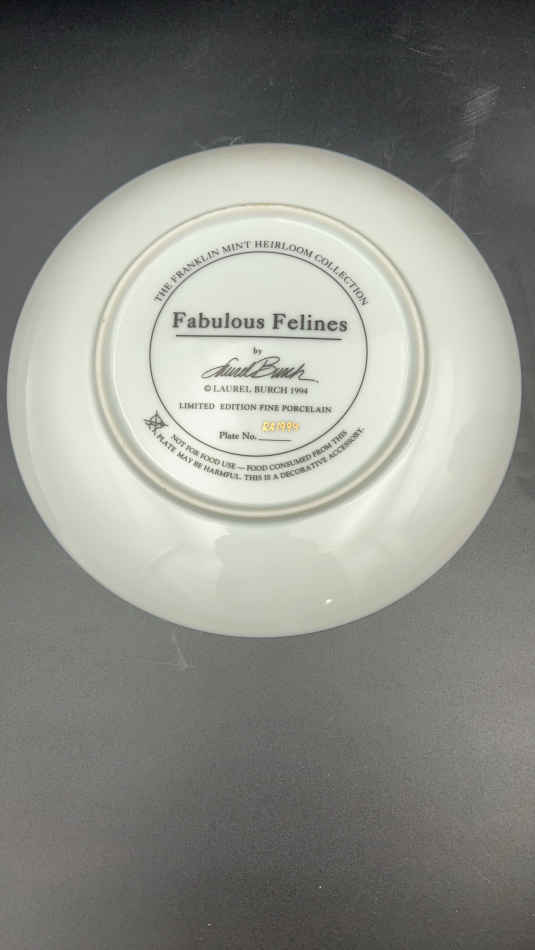 THE FRANKLIN MINT HEIRLOOM COLLECTION
Fabulous Felines
by
Laurel Burch
© LAUREL BURCH 1994
LIMITED EDITION FINE PORCELAIN
Plate No.
NOT FOR FOOD USE — FOOD CONSUMED FROM THIS
PLATE MAY BE HARMFUL. THIS IS A DECORATIVE ACCESSORY.